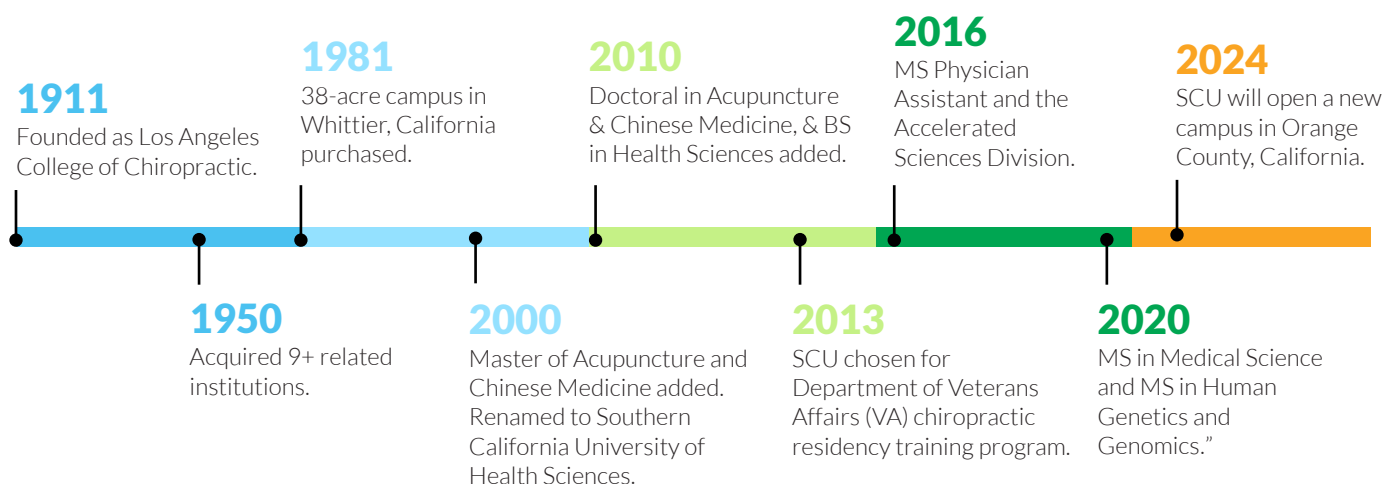 1911
Founded as Los Angeles
College of Chiropractic.
1950
Acquired 9+ related
institutions.
1981
38-acre campus in
Whittier, California
purchased.
2000
Master of Acupuncture and
Chinese Medicine added.
Renamed to Southern
California University of
Health Sciences.
2010
Doctoral in Acupuncture
& Chinese Medicine, & BS
in Health Sciences added.
2013
SCU chosen for
Department of Veterans
Affairs (VA) chiropractic
residency training program.
2016
MS Physician
Assistant and the
Accelerated
Sciences Division.
2020
MS in Medical Science
and MS in Human
Genetics and
Genomics.”
2024
SCU will open a new
campus in Orange
County, California.